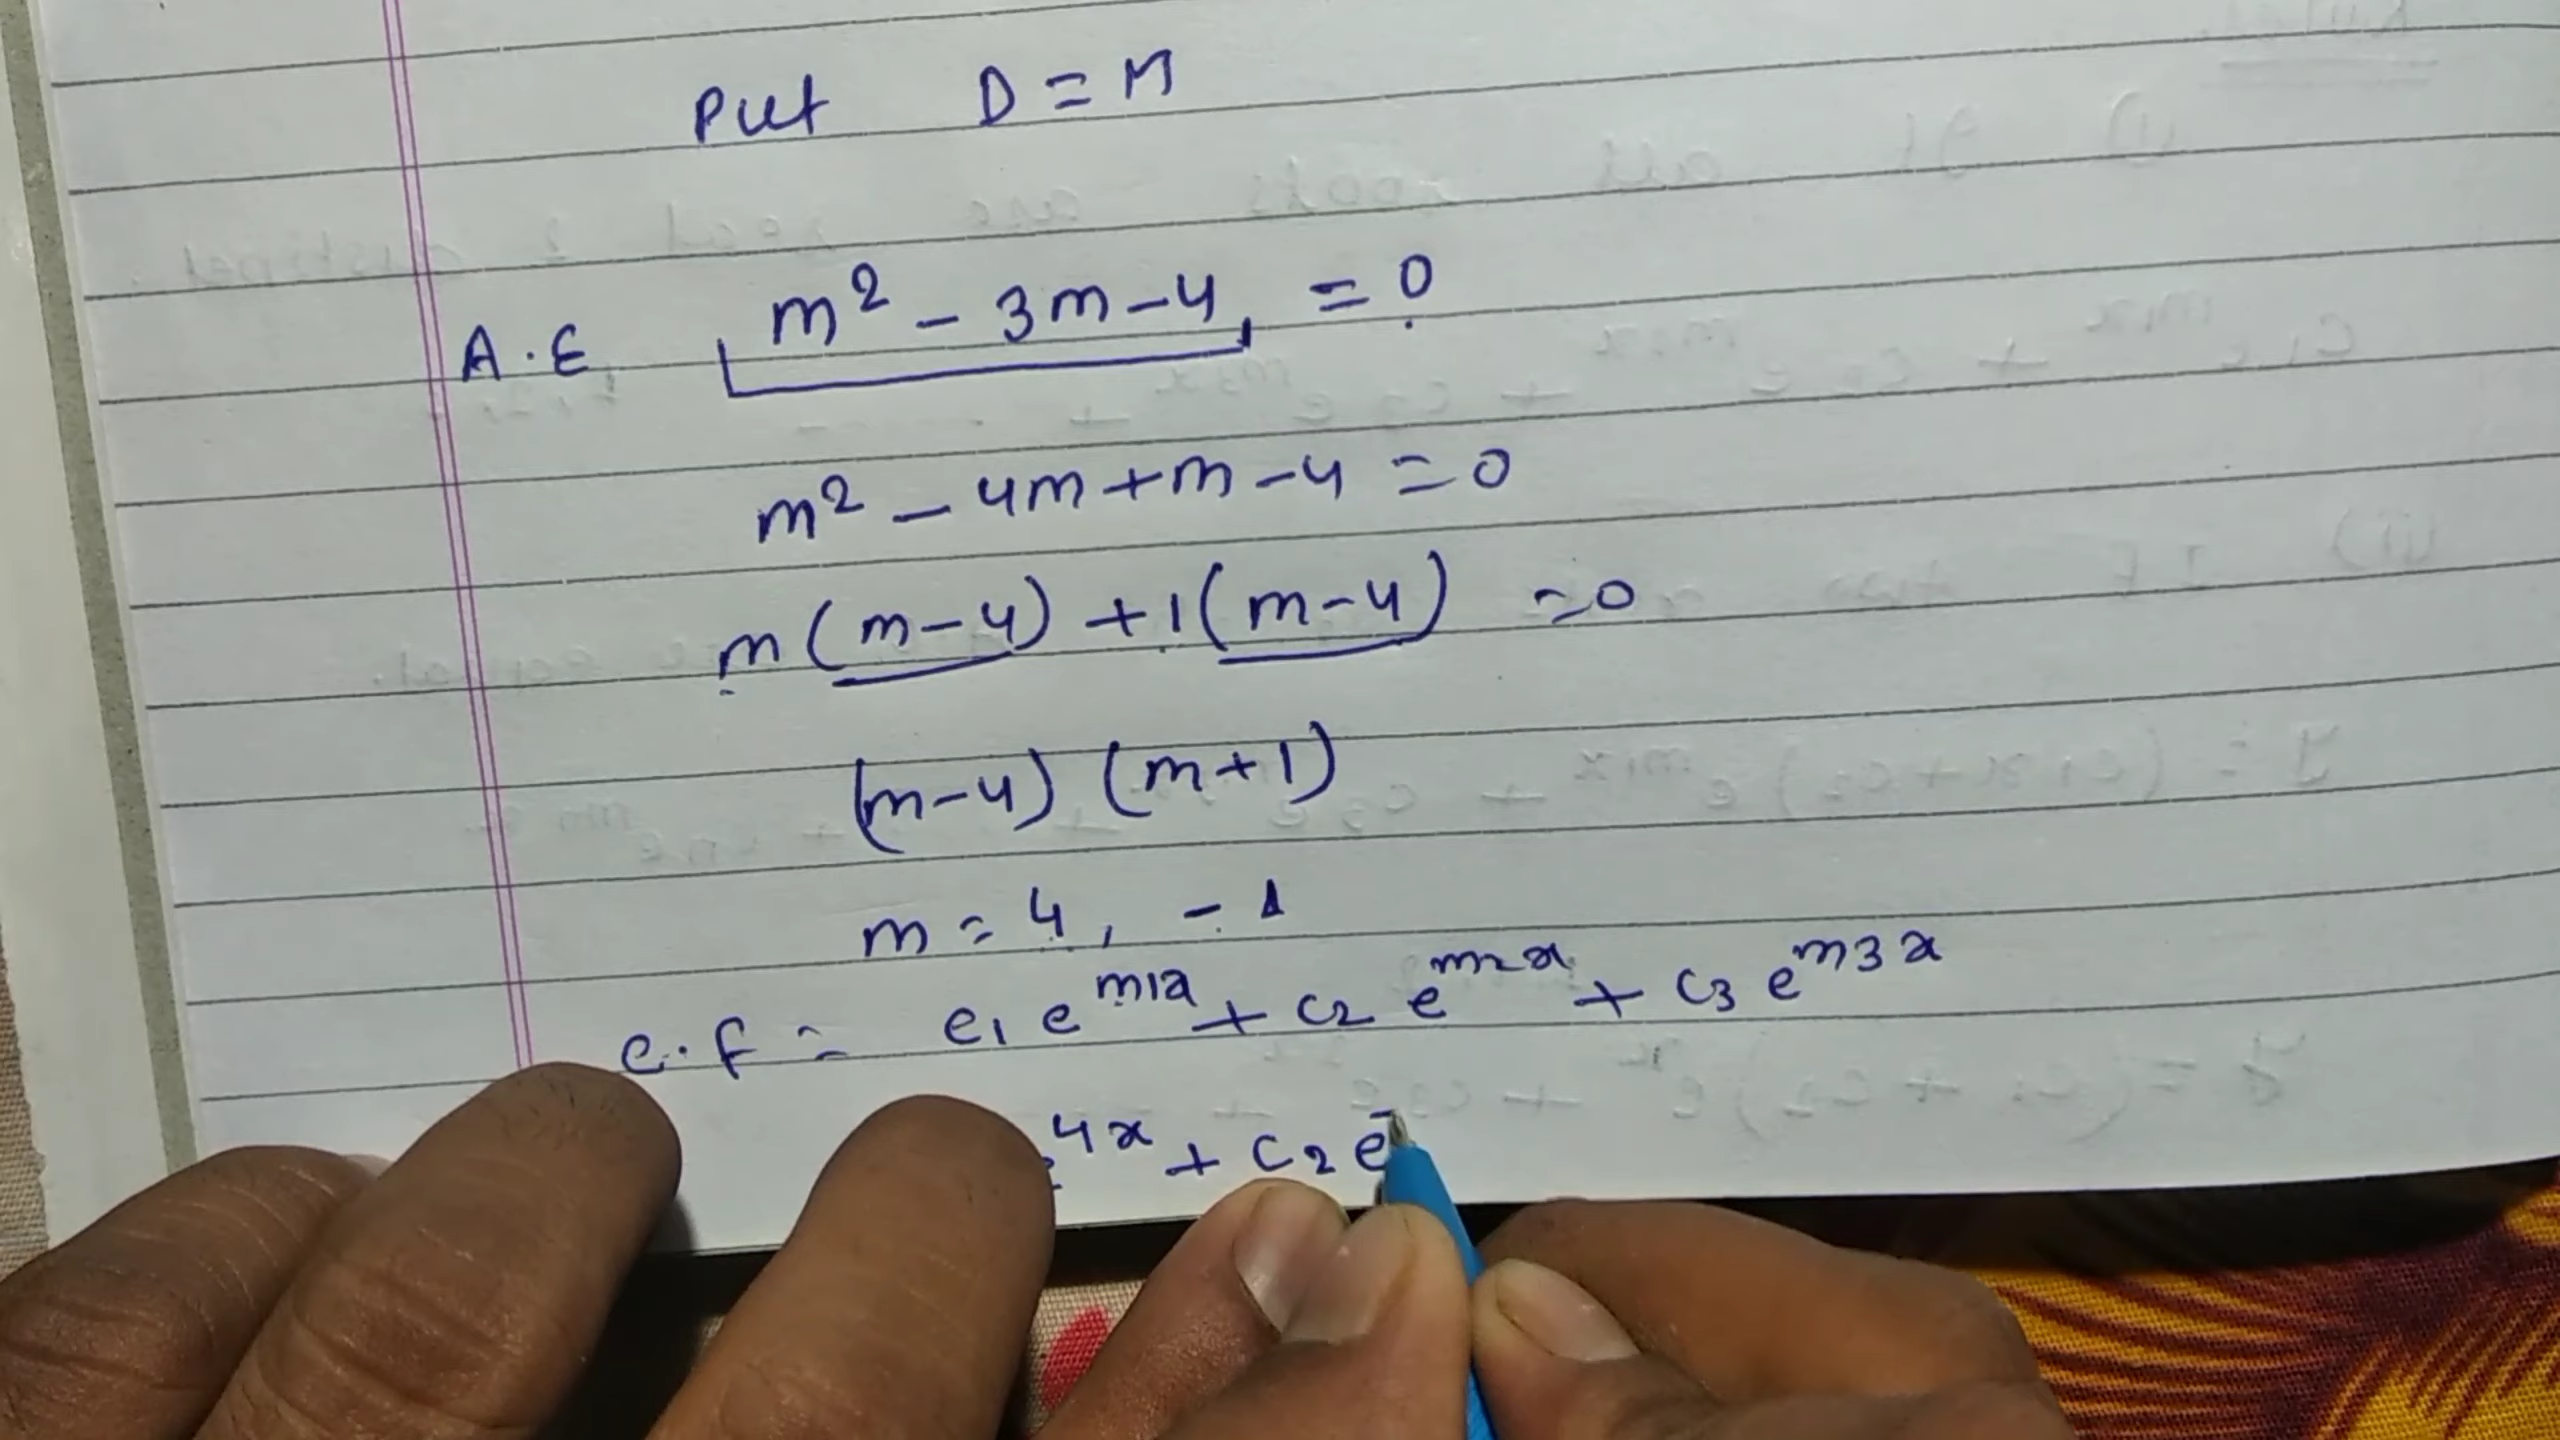 Put D = M
A.E m² - 3m - 4 = 0
m² - 4m + m - 4 = 0
m(m-4) + 1(m-4) = 0
(m-4) (m+1)
m = 4, -1
C.F = C1 e^m1x + C2 e^m2x + C3 e^m3x
4x + C2 e^-